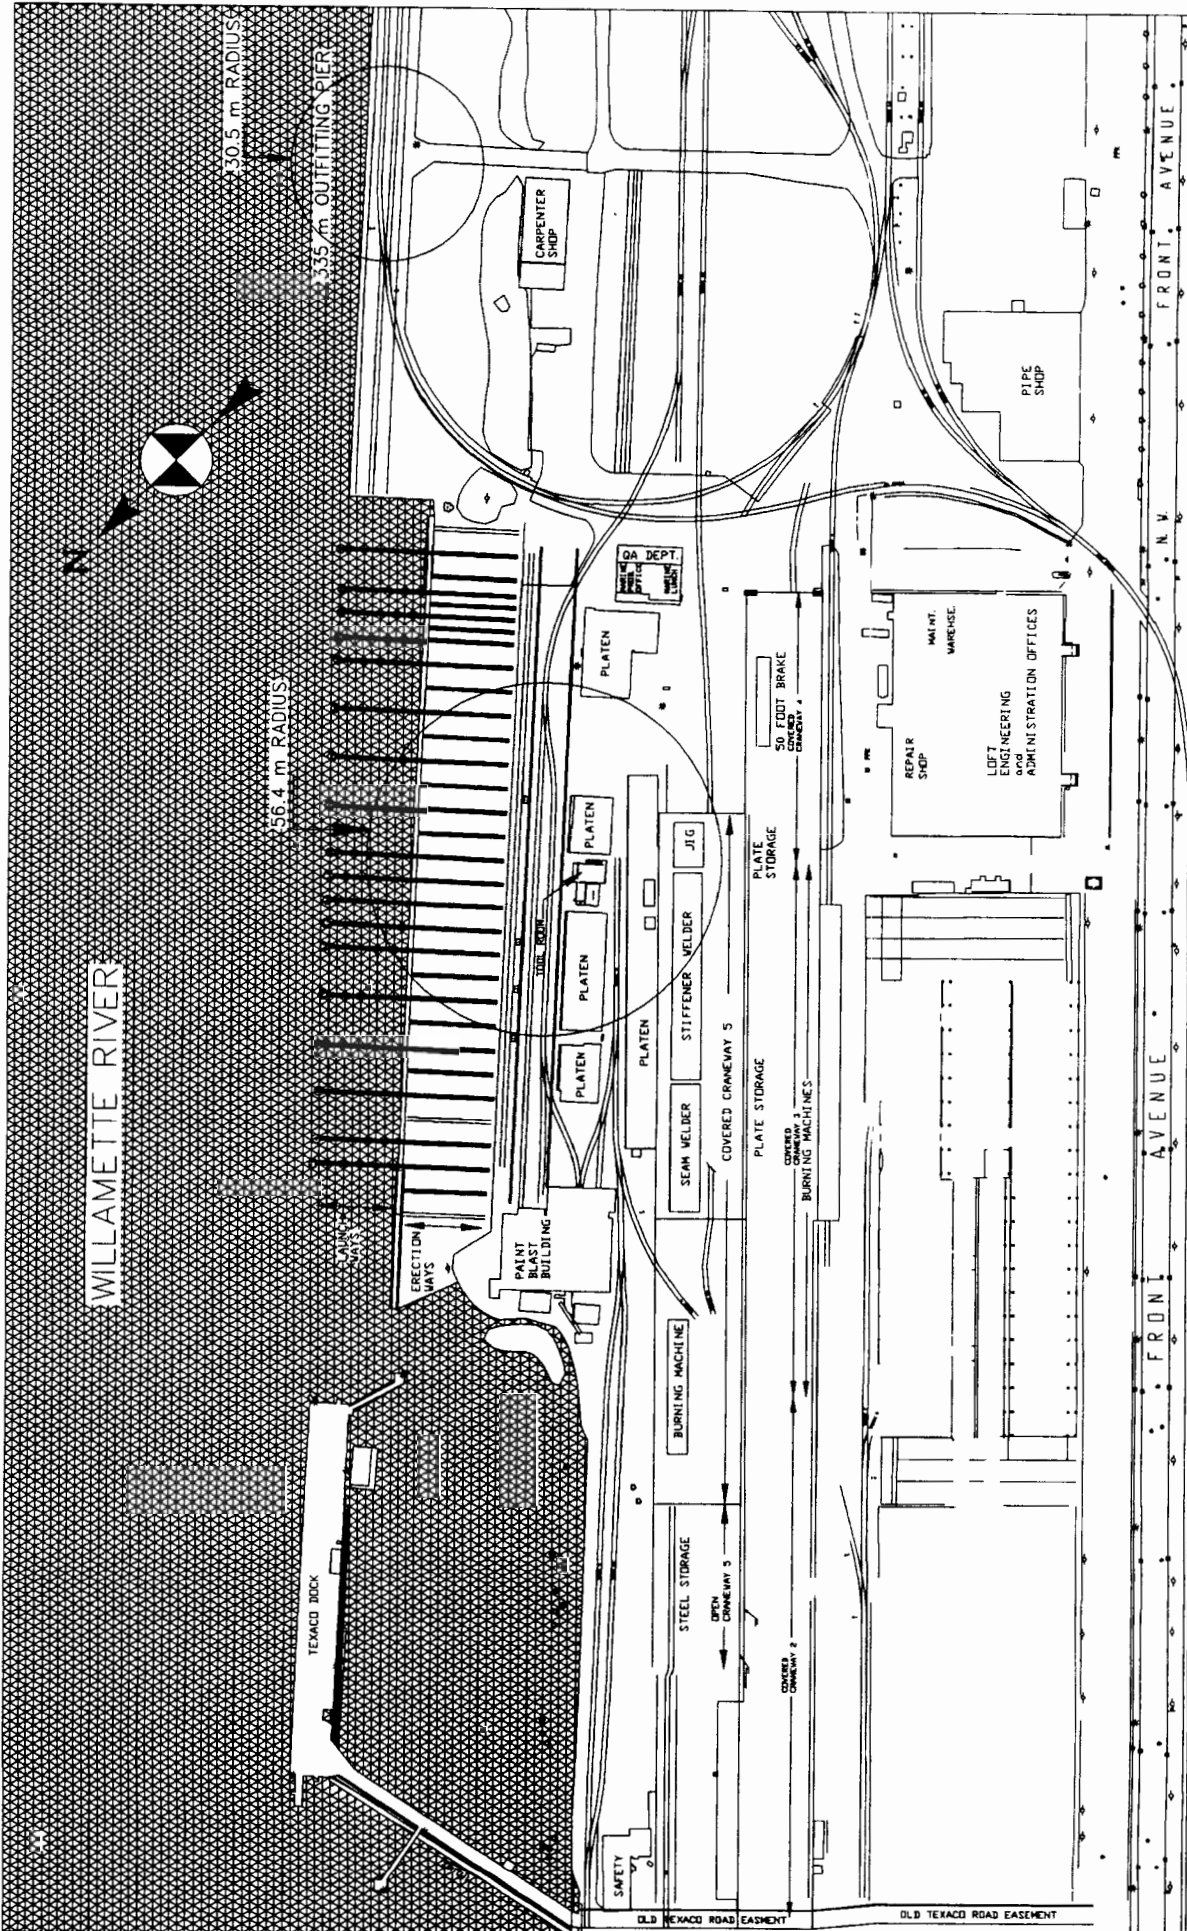 30.5 m RADIUS
335 m OUTFITTING PIER
CARPENTER
SHOP
FRONT AVENUE
PIPE
SHOP
N
N.W.
QA DEPT.
PLATEN
56.4 m RADIUS
50 FOOT BRAKE
COVERED
CRANEWAY 4
MAINT.
WAREHSE.
REPAIR
SHOP
LOFT
ENGINEERING
and
ADMINISTRATION OFFICES
PLATEN
JIG
PLATE
STORAGE
TOOL ROOM
PLATEN
STIFFENER WELDER
WILLAMETTE RIVER
PLATEN
PLATEN
COVERED CRANEWAY 5
PLATE STORAGE
COVERED
CRANEWAY 3
BURNING MACHINES
SEAM WELDER
LAUNCH
WAYS
ERECTION
WAYS
PAINT
BLAST
BUILDING
FRONT AVENUE
BURNING MACHINE
TEXACO DOCK
STEEL STORAGE
OPEN
CRANEWAY 5
COVERED
CRANEWAY 2
SAFETY
OLD TEXACO ROAD EASMENT
OLD TEXACO ROAD EASEMENT